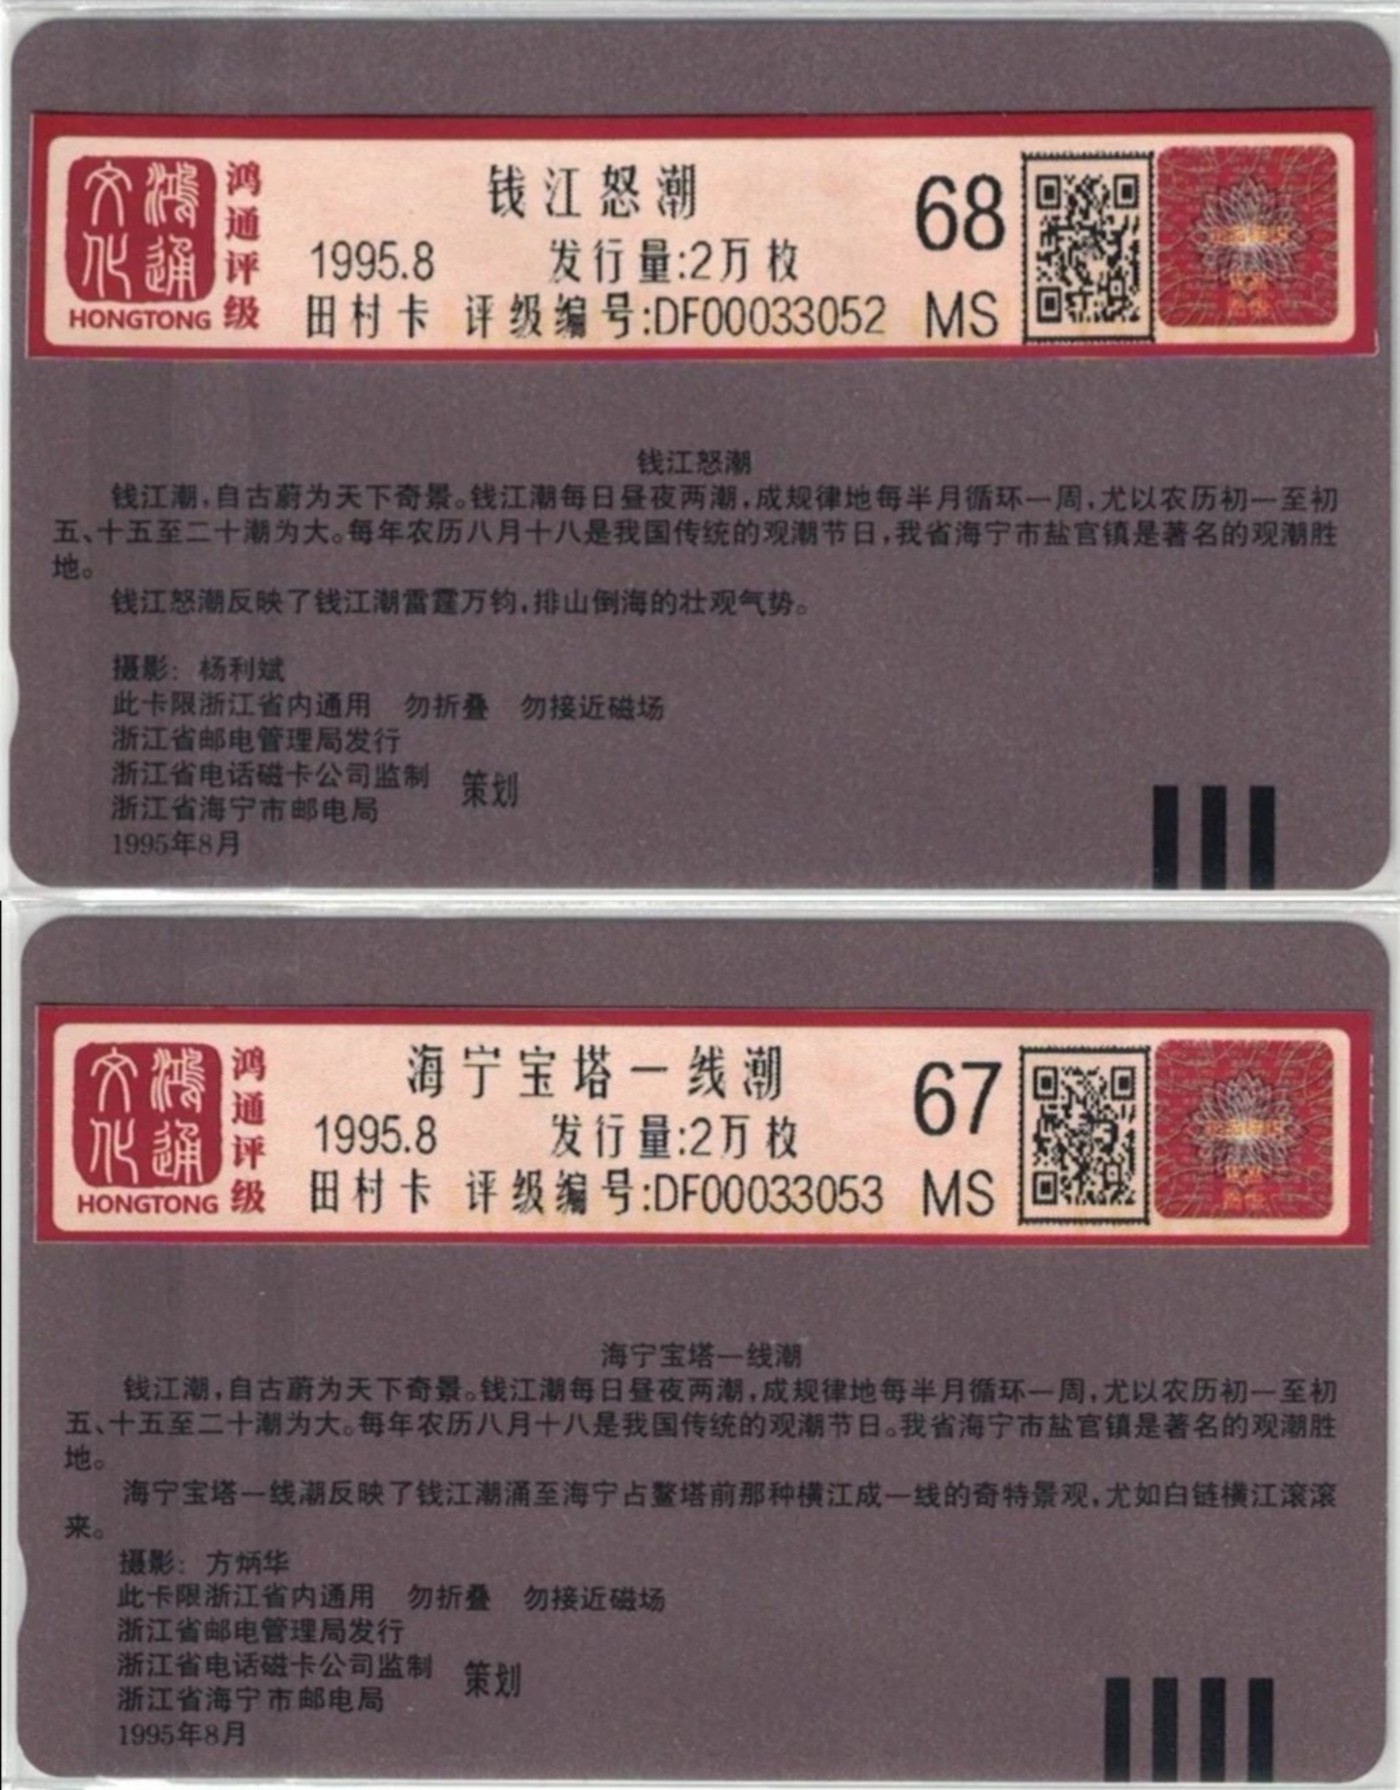 文鸿
化通
HONGTONG
鸿通评级
钱江怒潮
1995.8 发行量:2万枚
田村卡 评级编号:DF00033052
68
MS
钱江怒潮
钱江潮,自古蔚为天下奇景。钱江潮每日昼夜两潮,成规律地每半月循环一周,尤以农历初一至初
五、十五至二十潮为大。每年农历八月十八是我国传统的观潮节日,我省海宁市盐官镇是著名的观潮胜
地。
钱江怒潮反映了钱江潮雷霆万钧,排山倒海的壮观气势。
摄影: 杨利斌
此卡限浙江省内通用 勿折叠 勿接近磁场
浙江省邮电管理局发行
浙江省电话磁卡公司监制
策划
浙江省海宁市邮电局
1995年8月
文鸿
化通
HONGTONG
鸿通评级
海宁宝塔一线潮
1995.8 发行量:2万枚
田村卡 评级编号:DF00033053
67
MS
海宁宝塔一线潮
钱江潮,自古蔚为天下奇景。钱江潮每日昼夜两潮,成规律地每半月循环一周,尤以农历初一至初
五、十五至二十潮为大。每年农历八月十八是我国传统的观潮节日。我省海宁市盐官镇是著名的观潮胜
地。
海宁宝塔一线潮反映了钱江潮涌至海宁占鳌塔前那种横江成一线的奇特景观,尤如白链横江滚滚
来。
摄影: 方炳华
此卡限浙江省内通用 勿折叠 勿接近磁场
浙江省邮电管理局发行
浙江省电话磁卡公司监制
策划
浙江省海宁市邮电局
1995年8月